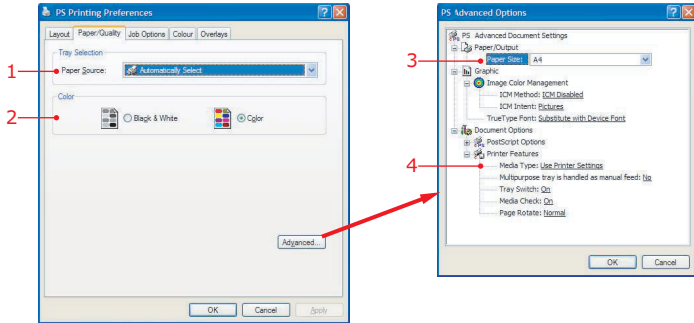 PS Printing Preferences
Layout Paper/Quality Job Options Colour Overlays
Tray Selection
1 Paper Source: Automatically Select
Color
2 Black & White Color
Advanced...
OK Cancel Apply
PS Advanced Options
PS Advanced Document Settings
Paper/Output
3 Paper Size: A4
Graphic
Image Color Management
ICM Method: ICM Disabled
ICM Intent: Pictures
TrueType Font: Substitute with Device Font
Document Options
PostScript Options
Printer Features
4 Media Type: Use Printer Settings
Multipurpose tray is handled as manual feed: No
Tray Switch: On
Media Check: On
Page Rotate: Normal
OK Cancel